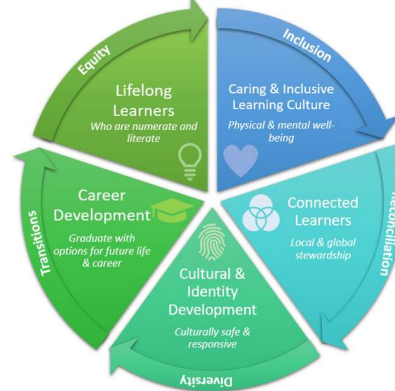 Equity
Lifelong
Learners
Who are numerate and
literate
Inclusion
Caring & Inclusive
Learning Culture
Physical & mental well-
being
Reconciliation
Connected
Learners
Local & global
stewardship
Diversity
Cultural &
Identity
Development
Culturally safe &
responsive
Transitions
Career
Development
Graduate with
options for future life
& career